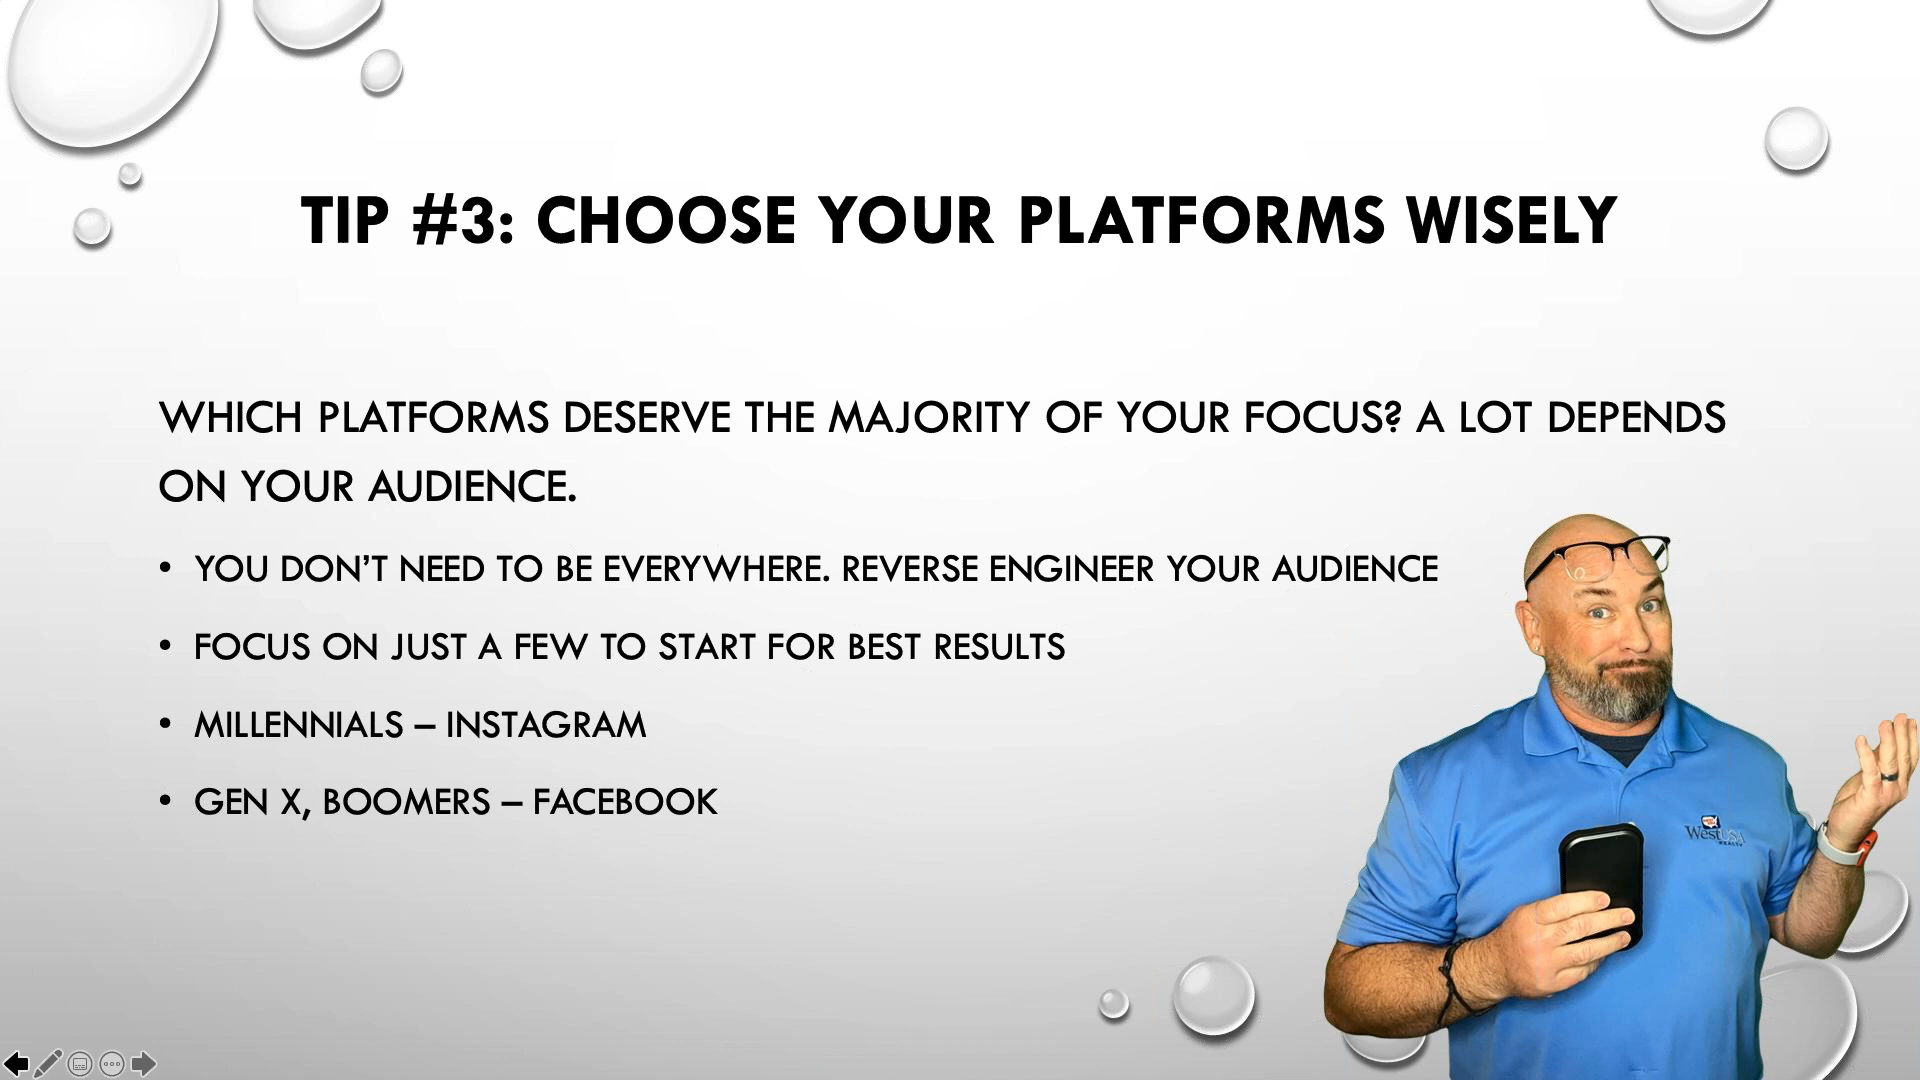 TIP #3: CHOOSE YOUR PLATFORMS WISELY
WHICH PLATFORMS DESERVE THE MAJORITY OF YOUR FOCUS? A LOT DEPENDS
ON YOUR AUDIENCE.
• YOU DON’T NEED TO BE EVERYWHERE. REVERSE ENGINEER YOUR AUDIENCE
• FOCUS ON JUST A FEW TO START FOR BEST RESULTS
• MILLENNIALS – INSTAGRAM
• GEN X, BOOMERS – FACEBOOK
WestUSA
REALTY